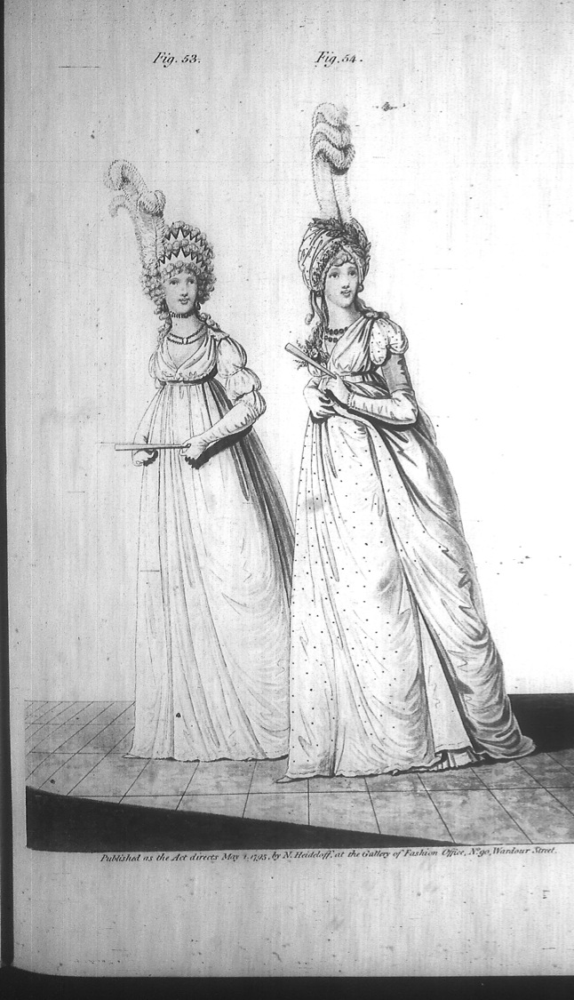 Fig. 53.
Fig. 54.
Published as the Act directs May 1, 1795, by N. Heideloff, at the Gallery of Fashion Office, No. 90, Wardour Street.